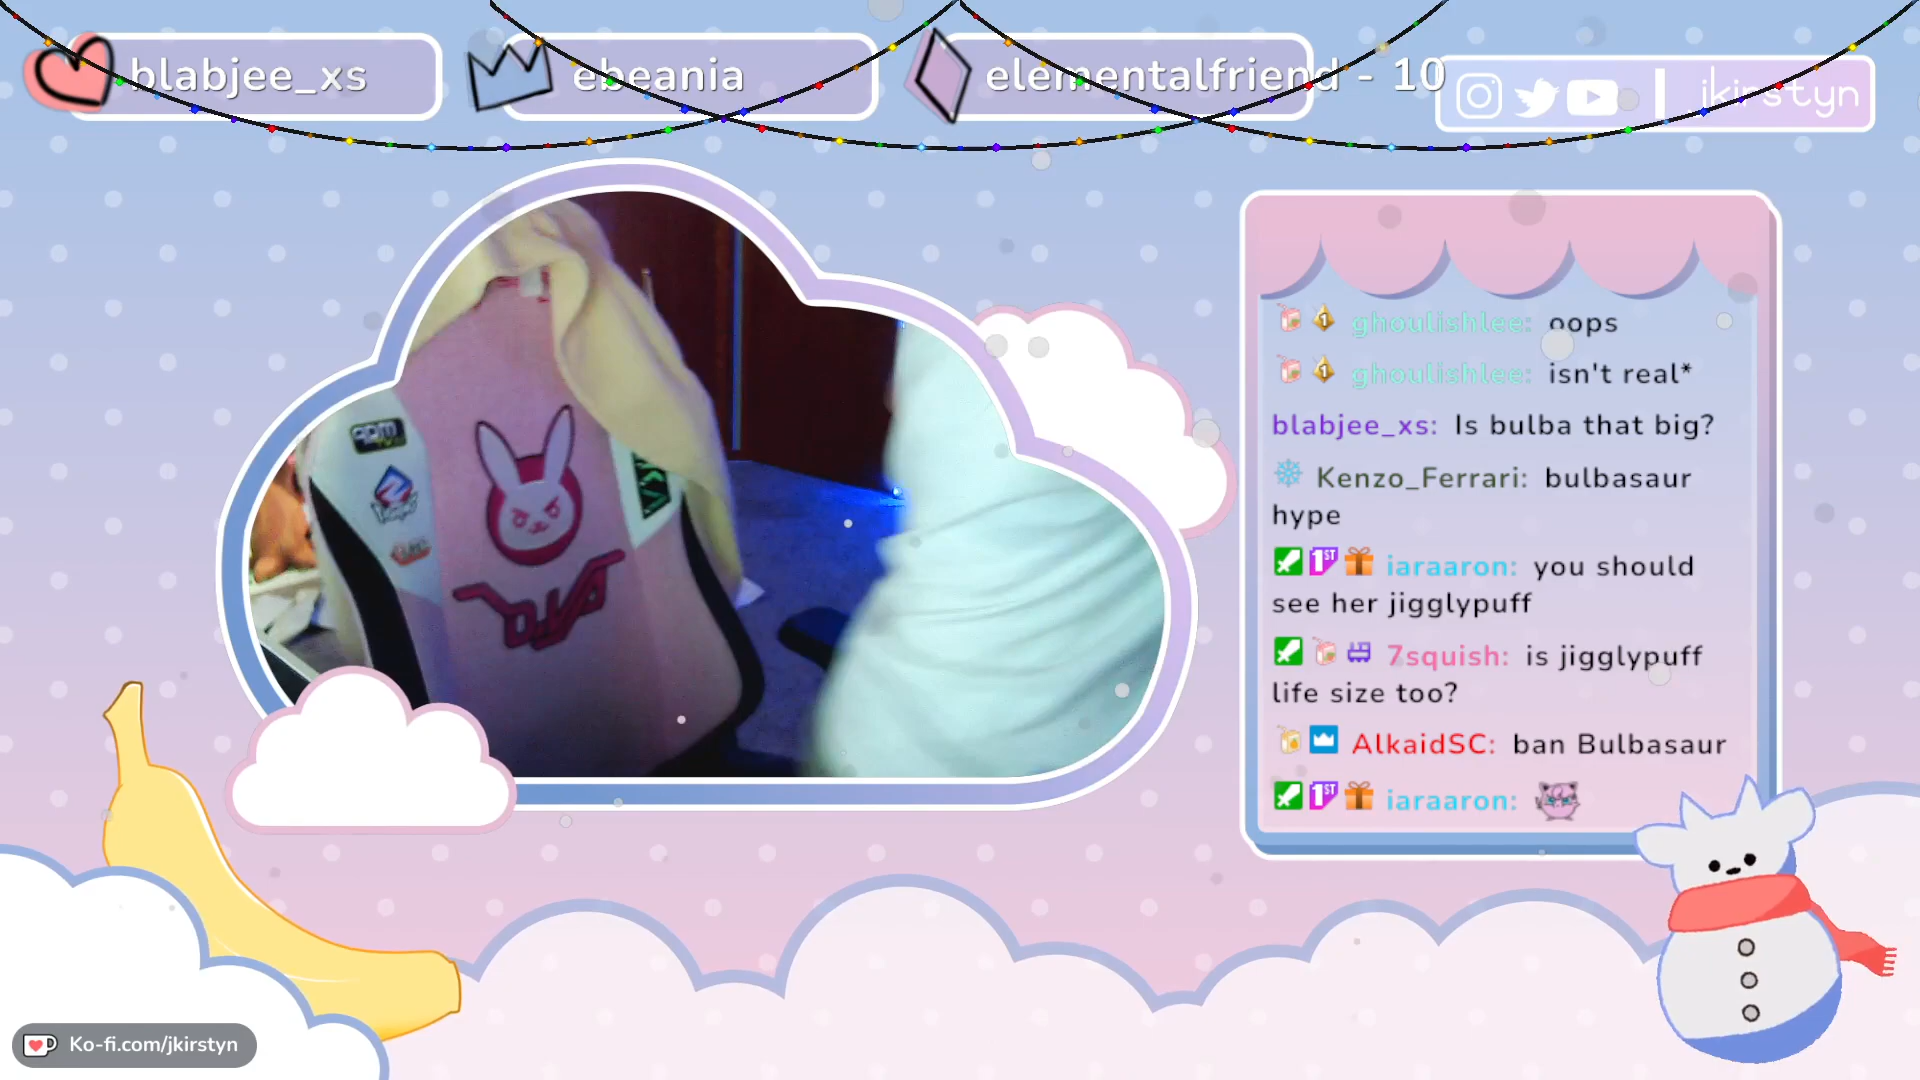 blabjee_xs
ebeania
elementalfriend - 10
jkirstyn
D.VA
ghoulishlee: oops
ghoulishlee: isn't real*
blabjee_xs: Is bulba that big?
Kenzo_Ferrari: bulbasaur
hype
1ST iaraaron: you should
see her jigglypuff
7squish: is jigglypuff
life size too?
AlkaidSC: ban Bulbasaur
1ST iaraaron:
Ko-fi.com/jkirstyn